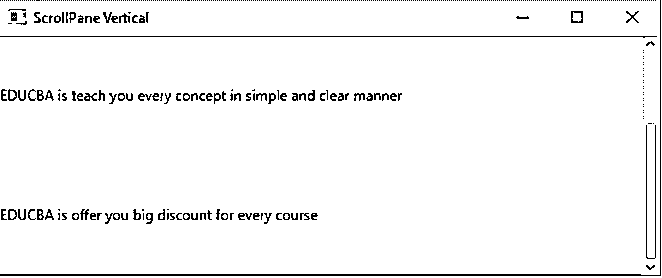 ScrollPane Vertical
EDUCBA is teach you every concept in simple and clear manner
EDUCBA is offer you big discount for every course